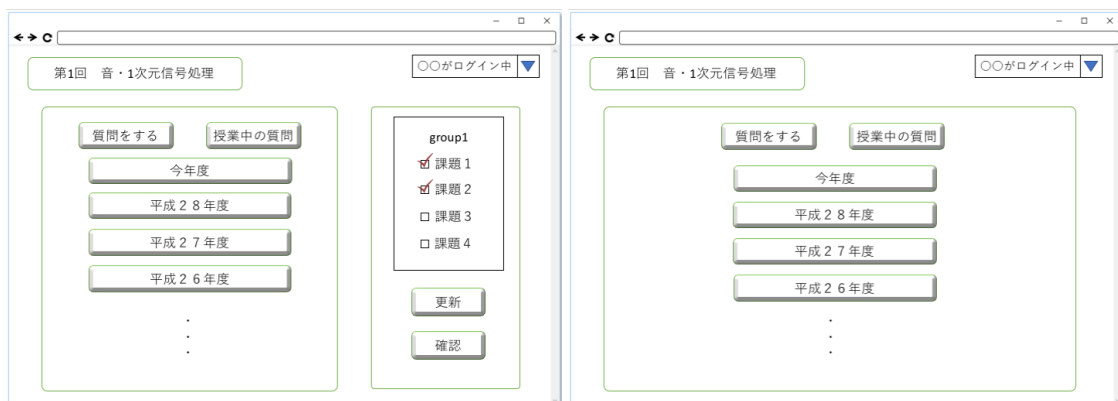 第1回　音・1次元信号処理
〇〇がログイン中
質問をする
授業中の質問
今年度
平成２８年度
平成２７年度
平成２６年度
group1
課題１
課題２
課題３
課題４
更新
確認
第1回　音・1次元信号処理
〇〇がログイン中
質問をする
授業中の質問
今年度
平成２８年度
平成２７年度
平成２６年度